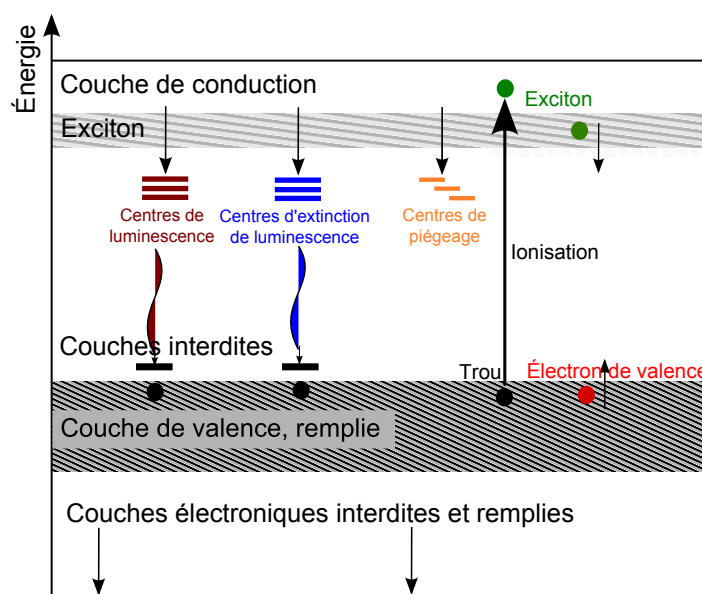 Énergie
Couche de conduction
Exciton
Exciton
Centres de
luminescence
Centres d'extinction
de luminescence
Centres de
piégeage
Ionisation
Couches interdites
Trou
Électron de valence
Couche de valence, remplie
Couches électroniques interdites et remplies